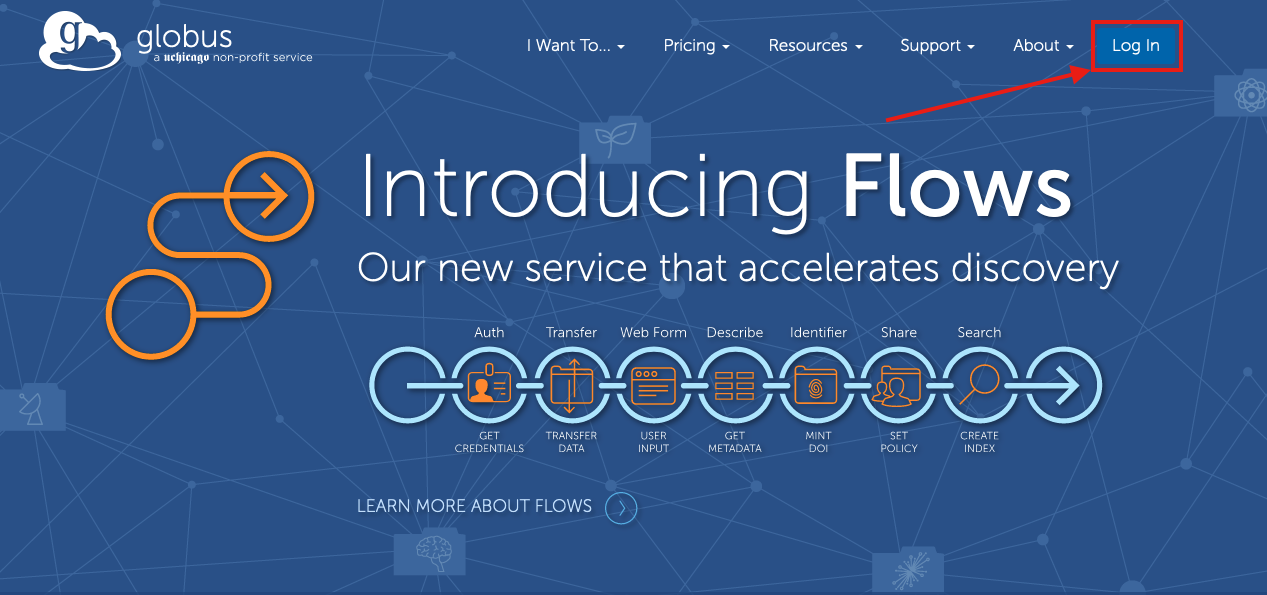 globus
a uchicago non-profit service
I Want To... Pricing Resources Support About Log In
Introducing Flows
Our new service that accelerates discovery
Auth Transfer Web Form Describe Identifier Share Search
GET CREDENTIALS
TRANSFER DATA
USER INPUT
GET METADATA
MINT DOI
SET POLICY
CREATE INDEX
LEARN MORE ABOUT FLOWS